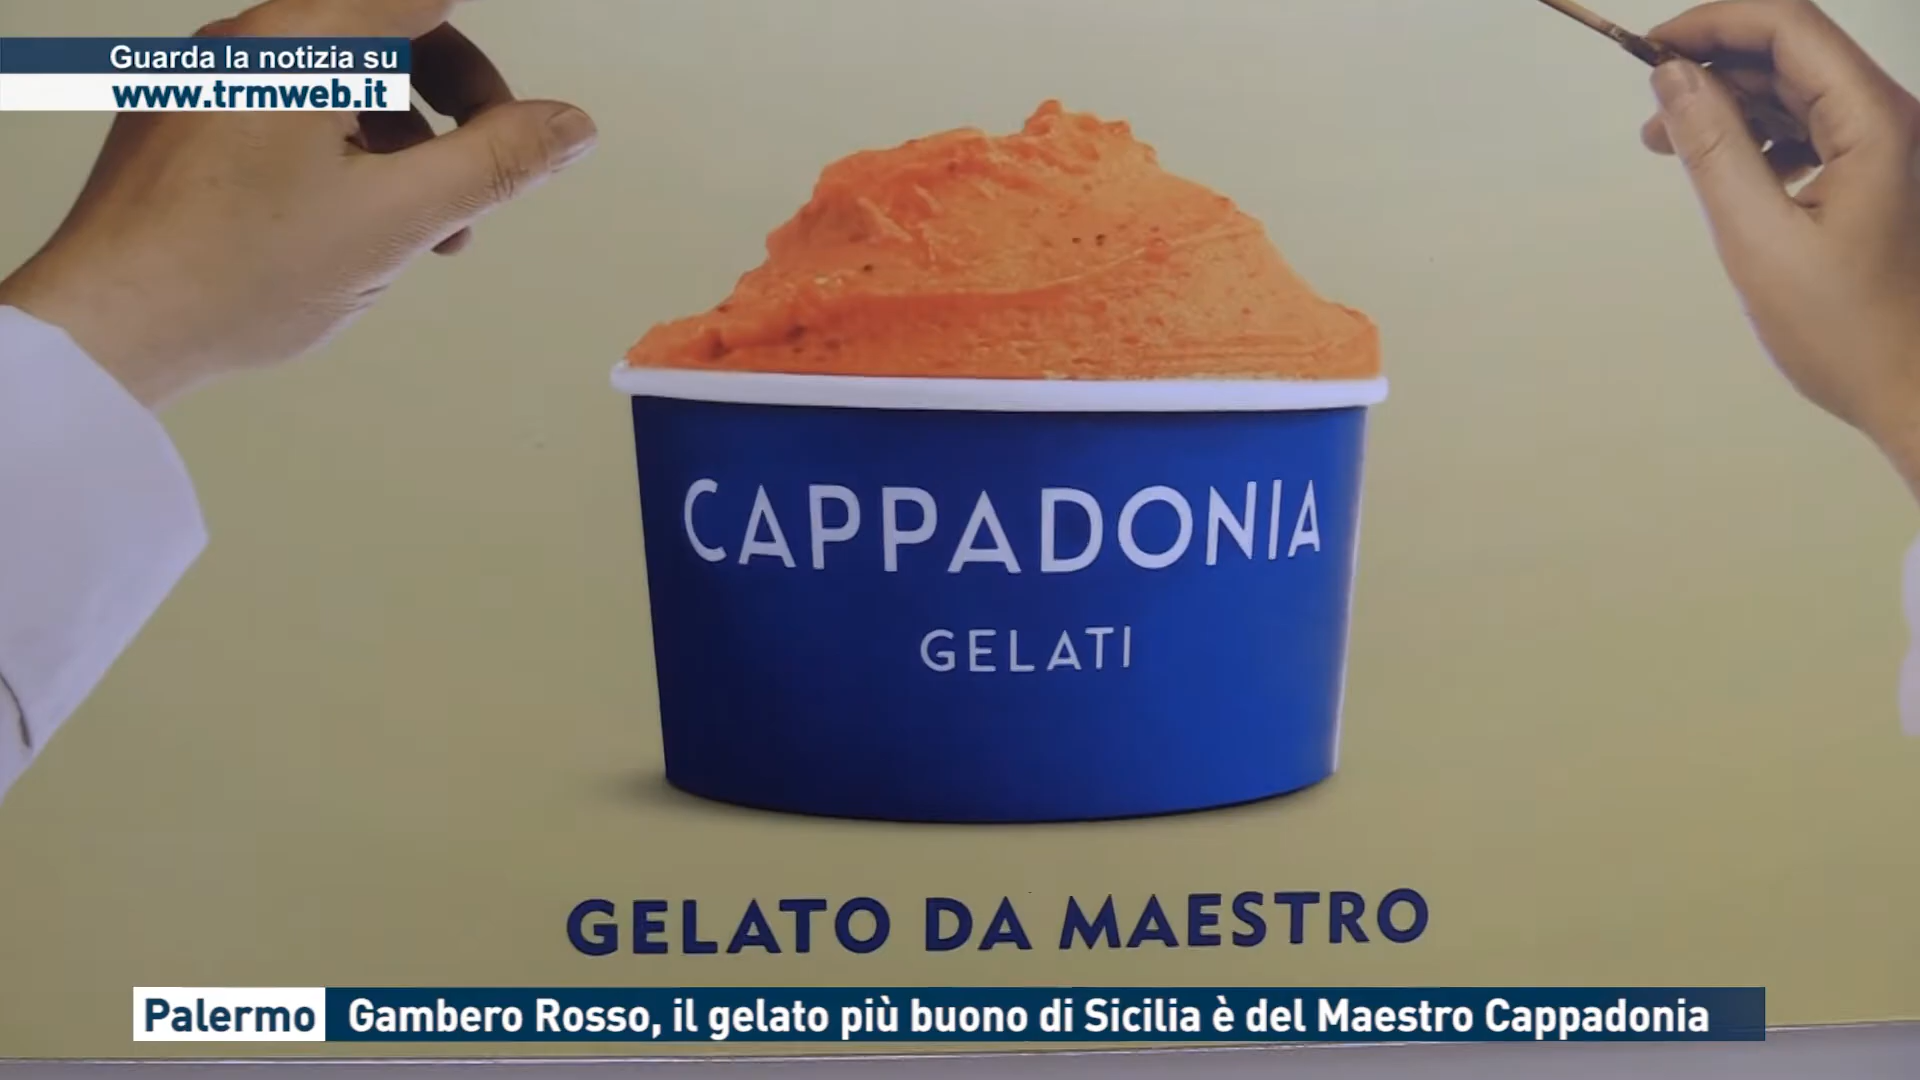 Guarda la notizia su
www.trmweb.it
CAPPADONIA
GELATI
GELATO DA MAESTRO
Palermo Gambero Rosso, il gelato più buono di Sicilia è del Maestro Cappadonia